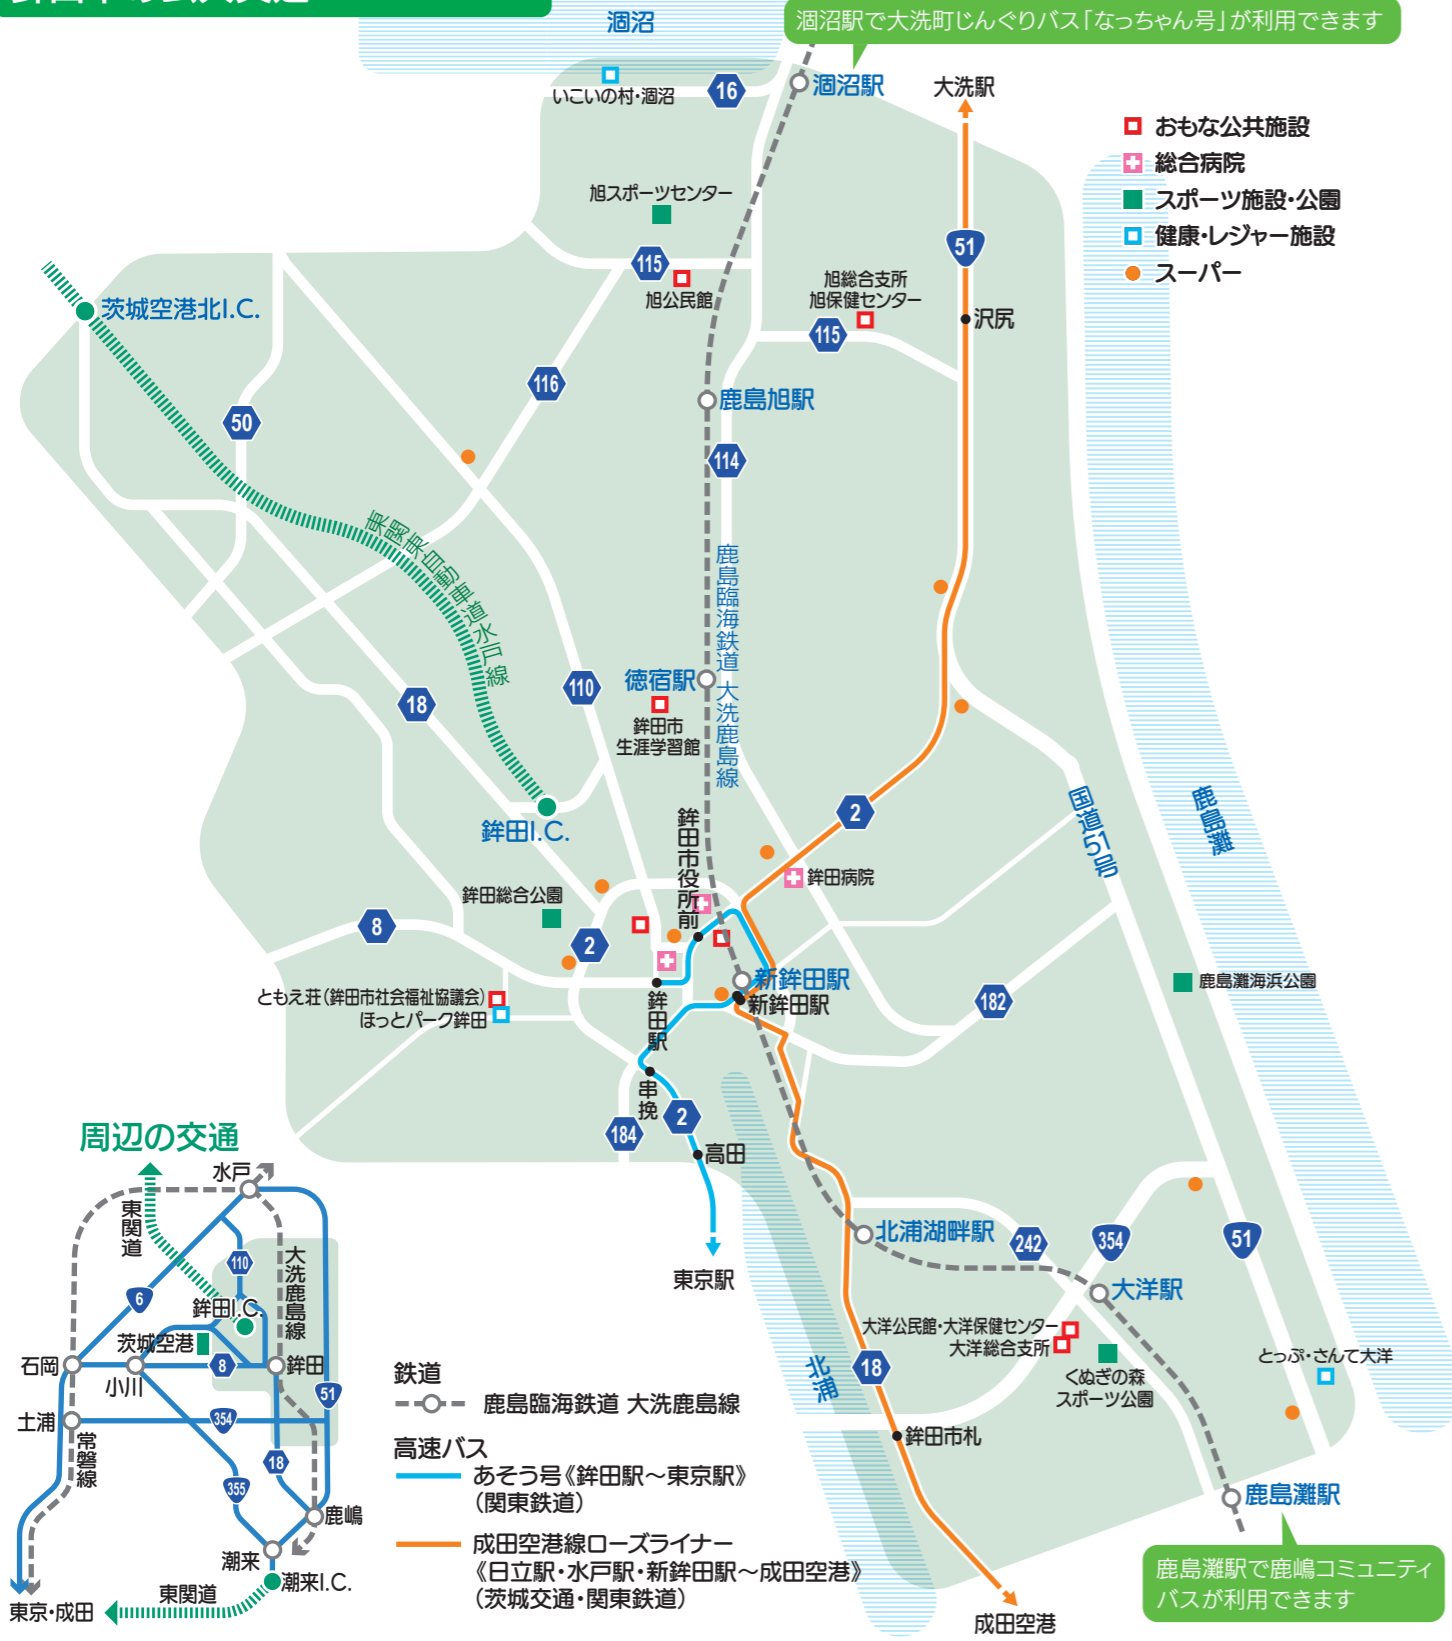 涸沼
涸沼駅で大洗町じんぐりバス「なっちゃん号」が利用できます
涸沼駅
大洗駅
いこいの村・涸沼
16
おもな公共施設
総合病院
スポーツ施設・公園
健康・レジャー施設
スーパー
旭スポーツセンター
51
115
旭公民館
旭総合支所
旭保健センター
115
沢尻
茨城空港北I.C.
116
鹿島旭駅
50
114
東関東自動車道水戸線
鹿島臨海鉄道 大洗鹿島線
徳宿駅
鉾田市
生涯学習館
18
110
鉾田I.C.
鉾田市役所前
2
国道51号
鹿島灘
鉾田病院
鉾田総合公園
8
2
新鉾田駅
新鉾田駅
鹿島灘海浜公園
182
ともえ荘(鉾田市社会福祉協議会)
ほっとパーク鉾田
鉾田駅
串挽
2
184
高田
東京駅
北浦湖畔駅
242
354
51
大洋駅
大洋公民館・大洋保健センター
大洋総合支所
くぬぎの森
スポーツ公園
とっぷ・さんて大洋
北浦
18
鉾田市札
鹿島灘駅
鹿島灘駅で鹿嶋コミュニティ
バスが利用できます
成田空港
周辺の交通
水戸
東関道
110
大洗鹿島線
6
鉾田I.C.
茨城空港
石岡
小川
8
鉾田
51
土浦
354
常磐線
18
355
鹿嶋
潮来
潮来I.C.
東関道
東京・成田
鉄道
鹿島臨海鉄道 大洗鹿島線
高速バス
あそう号《鉾田駅〜東京駅》
(関東鉄道)
成田空港線ローズライナー
《日立駅・水戸駅・新鉾田駅〜成田空港》
(茨城交通・関東鉄道)